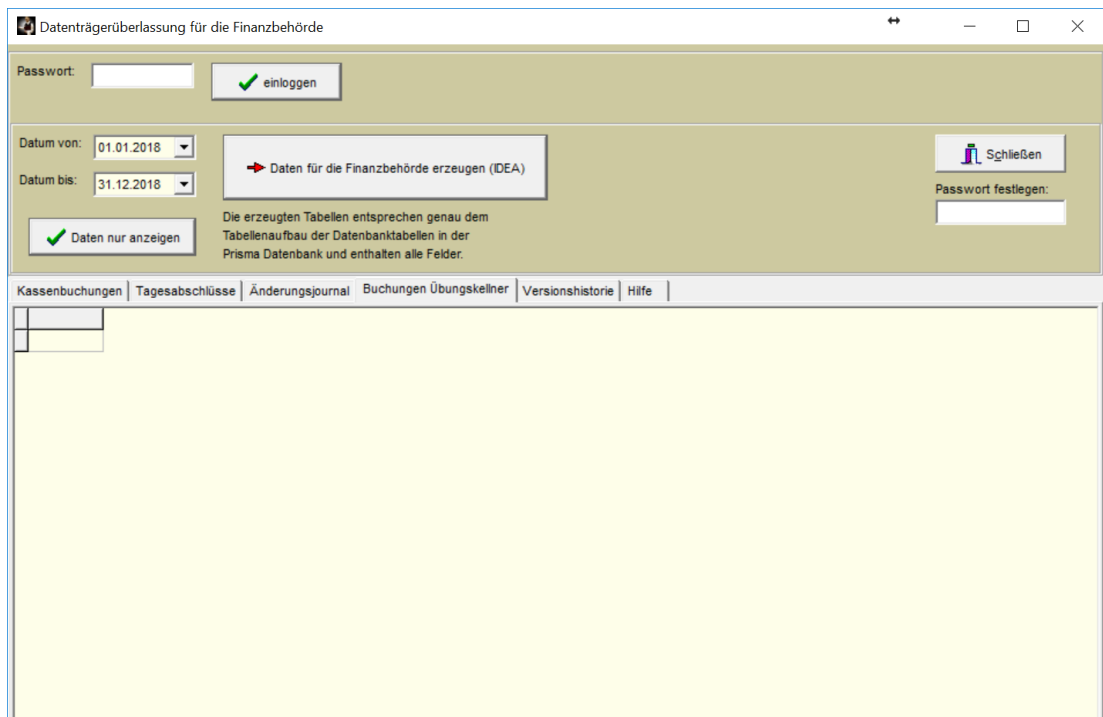 Datenträgerüberlassung für die Finanzbehörde
Passwort:
einloggen
Datum von:
01.01.2018
Datum bis:
31.12.2018
Daten nur anzeigen
Daten für die Finanzbehörde erzeugen (IDEA)
Die erzeugten Tabellen entsprechen genau dem
Tabellenaufbau der Datenbanktabellen in der
Prisma Datenbank und enthalten alle Felder.
Schließen
Passwort festlegen:
Kassenbuchungen Tagesabschlüsse Änderungsjournal Buchungen Übungskellner Versionshistorie Hilfe